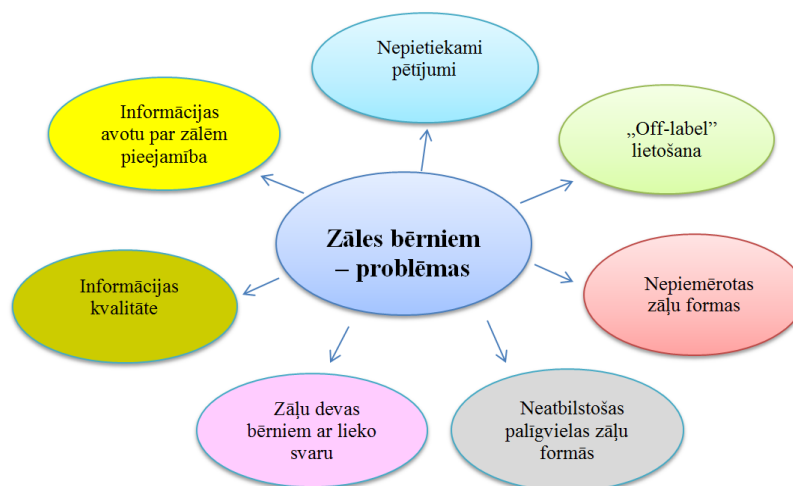 Nepietiekami
pētījumi
Informācijas
avotu par zālēm
pieejamība
„Off-label”
lietošana
Zāles bērniem
– problēmas
Informācijas
kvalitāte
Nepiemērotas
zāļu formas
Zāļu devas
bērniem ar lieko
svaru
Neatbilstošas
palīgvielas zāļu
formās